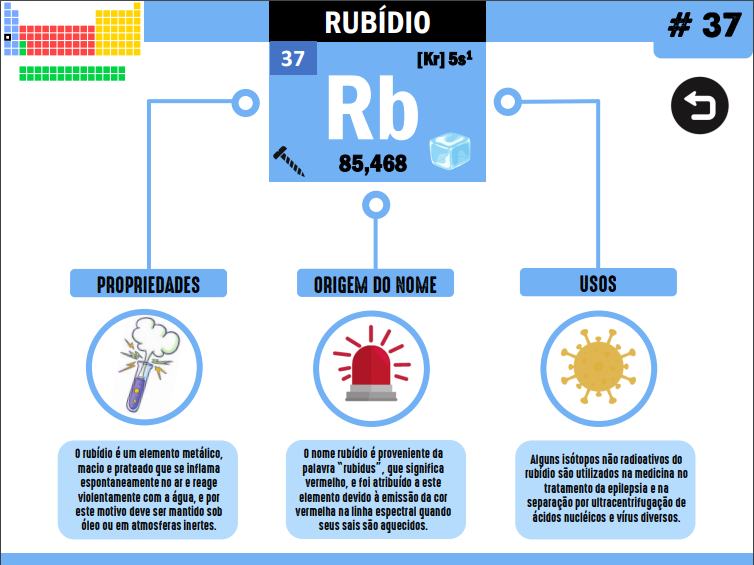 RUBÍDIO
# 37
37
[Kr] 5s¹
Rb
85,468
PROPRIEDADES
O rubídio é um elemento metálico,
macio e prateado que se inflama
espontaneamente no ar e reage
violentamente com a água, e por
este motivo deve ser mantido sob
óleo ou em atmosferas inertes.
ORIGEM DO NOME
O nome rubídio é proveniente da
palavra "rubidus", que significa
vermelho, e foi atribuído a este
elemento devido à emissão da cor
vermelha na linha espectral quando
seus sais são aquecidos.
USOS
Alguns isótopos não radioativos do
rubídio são utilizados na medicina no
tratamento da epilepsia e na
separação por ultracentrifugação de
ácidos nucléicos e vírus diversos.